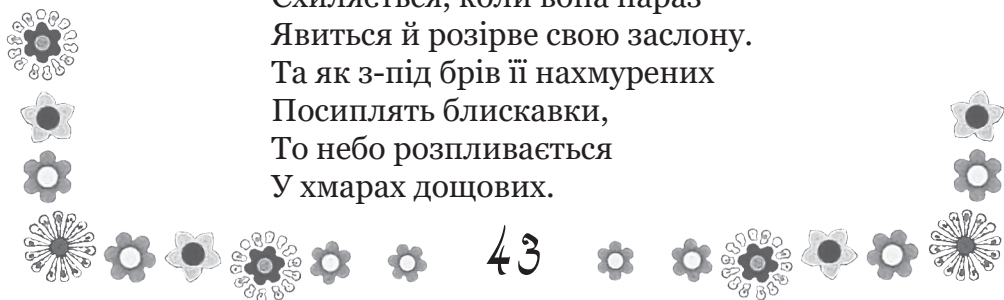 Схиляється, коли вона нараз
Явиться й розірве свою заслону.
Та як з-під брів її нахмурених
Посиплять блискавки,
То небо розпливається
У хмарах дощових.
43